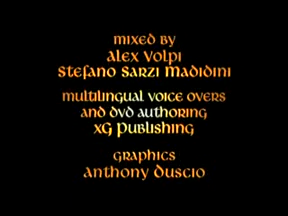 mixed by
Alex Volpi
Stefano Sarzi Madidini
multilingual voice overs
and dvd authoring
xG Publishing
graphics
Anthony Duscio